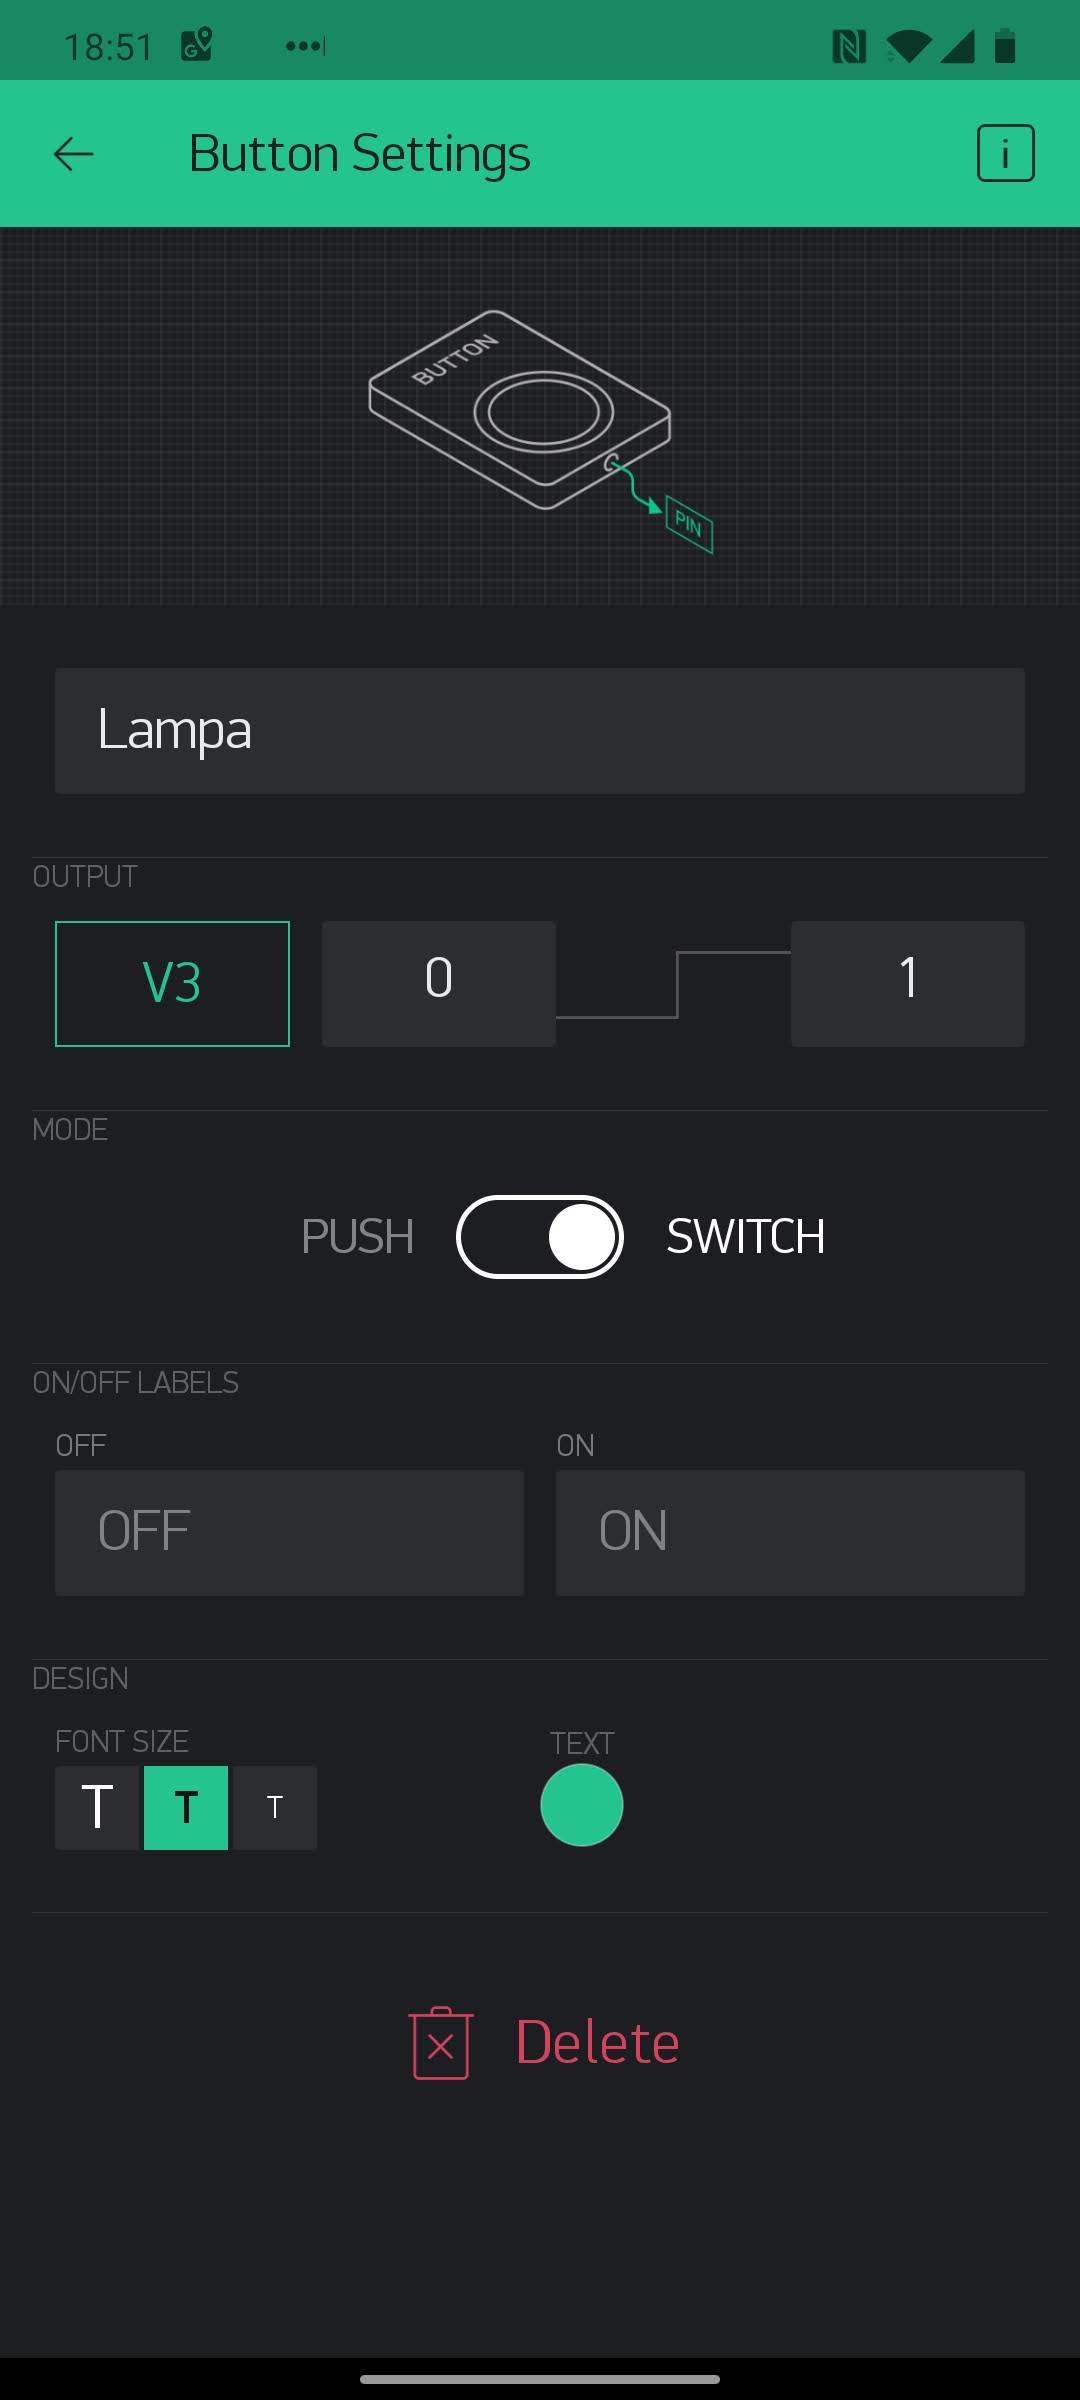 18:51
Button Settings
i
BUTTON
PIN
Lampa
OUTPUT
V3 0 1
MODE
PUSH SWITCH
ON/OFF LABELS
OFF ON
OFF ON
DESIGN
FONT SIZE TEXT
T T T
Delete